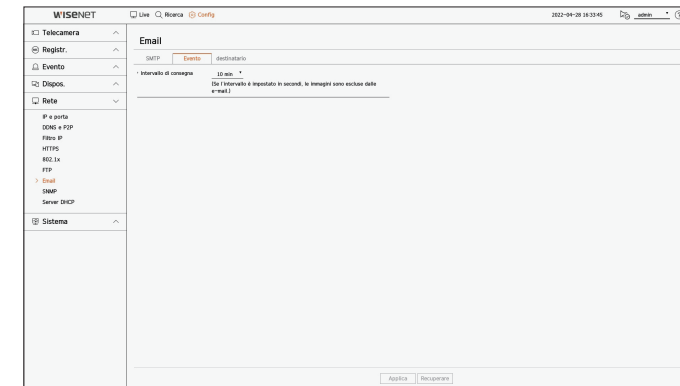 WISENET
Live Ricerca Config
2022-04-28 16:33:45 admin
Telecamera
Registr.
Evento
Dispos.
Rete
IP e porta
DDNS e P2P
Filtro IP
HTTPS
802.1x
FTP
> Email
SNMP
Server DHCP
Sistema
Email
SMTP Evento destinatario
· Intervallo di consegna 10 min
(Se l'intervallo è impostato in secondi, le immagini sono escluse dalle
e-mail.)
Applica Recuperare